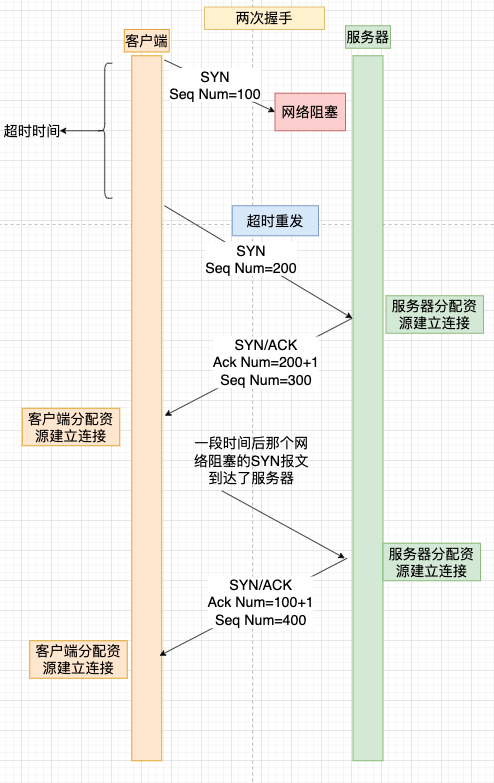 两次握手
客户端
服务器
SYN
Seq Num=100
网络阻塞
超时时间
超时重发
SYN
Seq Num=200
服务器分配资
源建立连接
SYN/ACK
Ack Num=200+1
Seq Num=300
客户端分配资
源建立连接
一段时间后那个网
络阻塞的SYN报文
到达了服务器
服务器分配资
源建立连接
SYN/ACK
Ack Num=100+1
Seq Num=400
客户端分配资
源建立连接